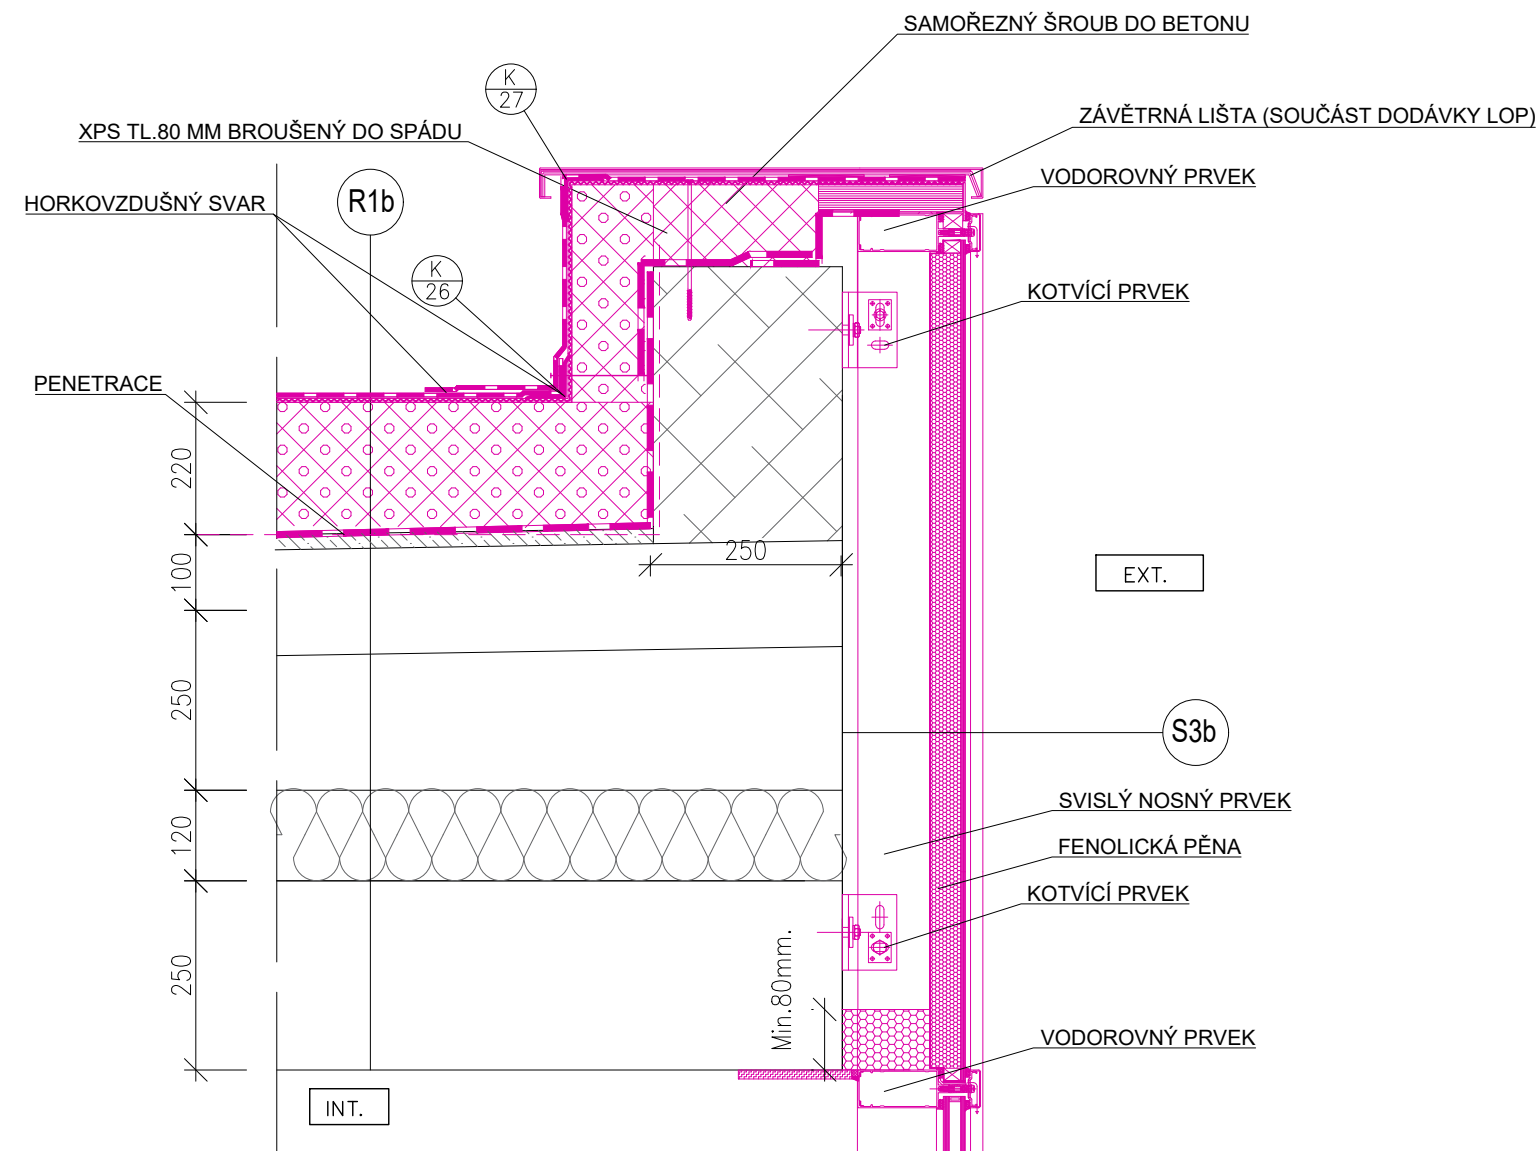 SAMOŘEZNÝ ŠROUB DO BETONU
K
27
ZÁVĚTRNÁ LIŠTA (SOUČÁST DODÁVKY LOP)
XPS TL.80 MM BROUŠENÝ DO SPÁDU
VODOROVNÝ PRVEK
HORKOVZDUŠNÝ SVAR
R1b
K
26
KOTVÍCÍ PRVEK
PENETRACE
220
250
100
EXT.
250
S3b
SVISLÝ NOSNÝ PRVEK
120
FENOLICKÁ PĚNA
KOTVÍCÍ PRVEK
250
Min.80mm.
VODOROVNÝ PRVEK
INT.